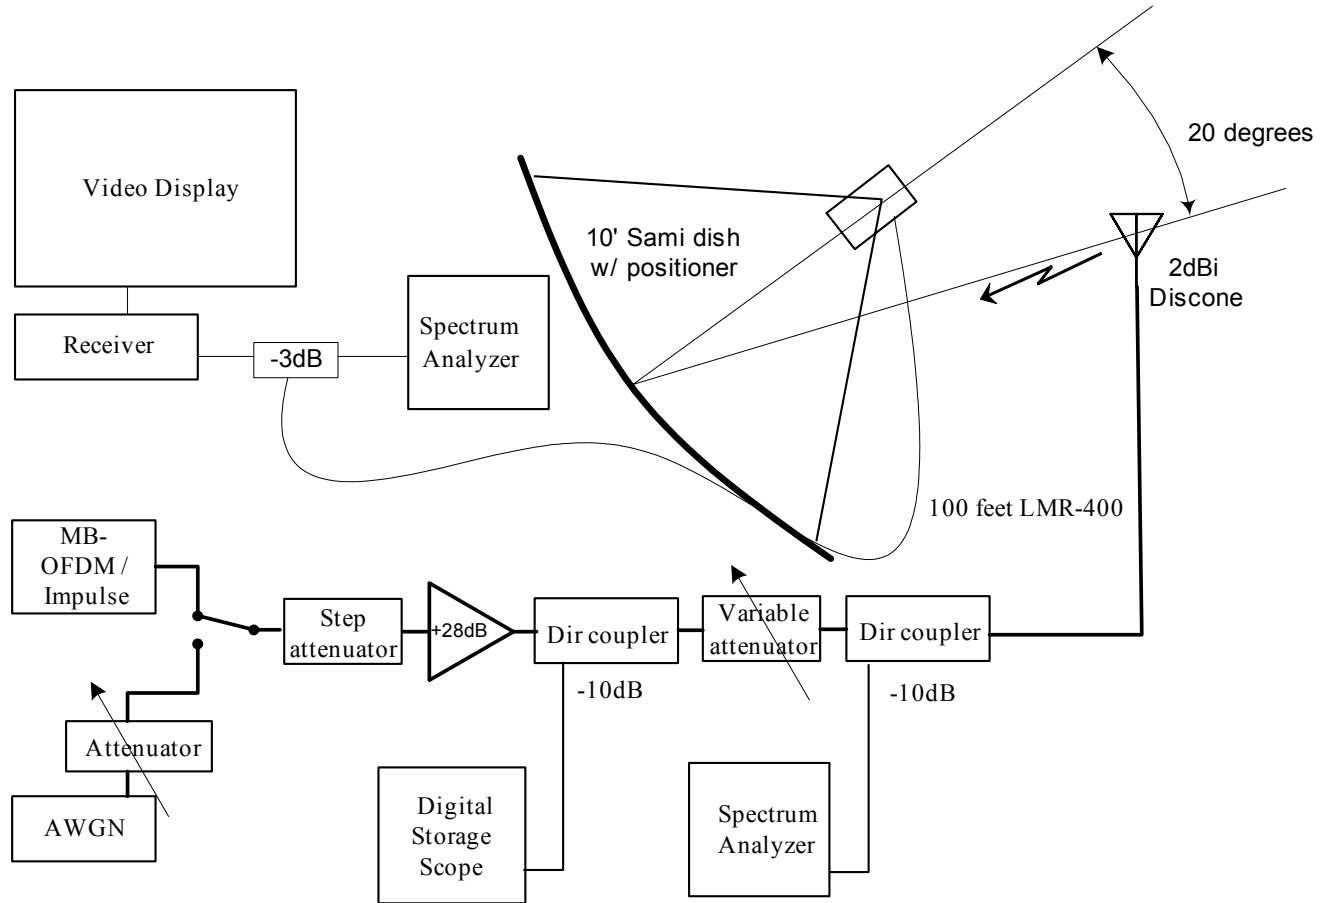 20 degrees
Video Display
10' Sami dish
w/ positioner
2dBi
Discone
Receiver
-3dB
Spectrum
Analyzer
100 feet LMR-400
MB-
OFDM /
Impulse
Step
attenuator
+28dB
Dir coupler
-10dB
Variable
attenuator
Dir coupler
-10dB
Attenuator
AWGN
Digital
Storage
Scope
Spectrum
Analyzer